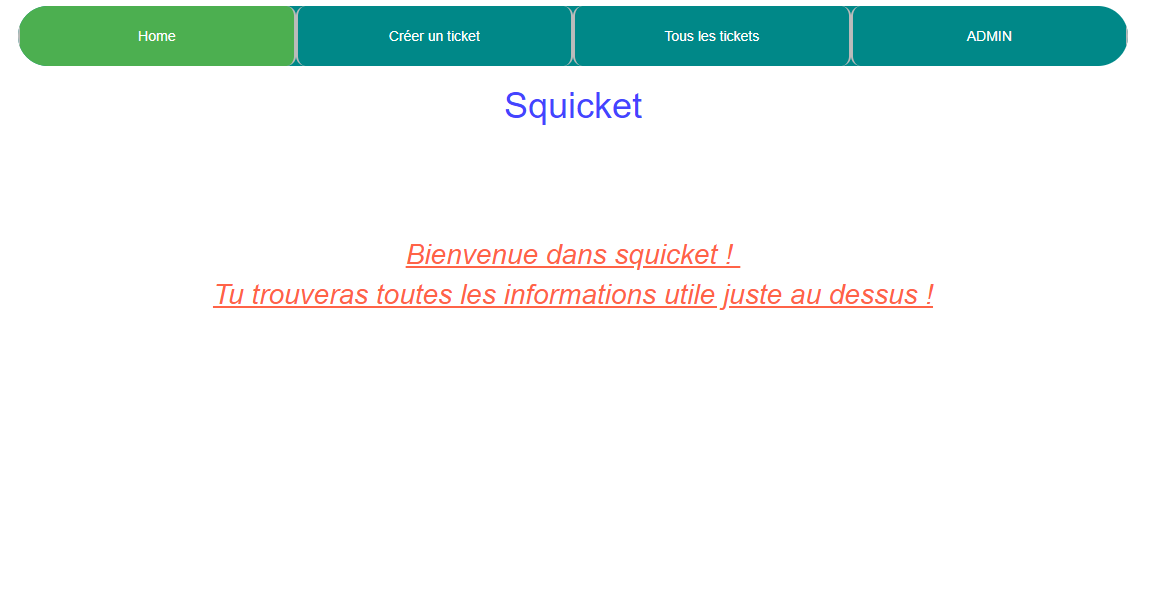 Home
Créer un ticket
Tous les tickets
ADMIN
Squicket
Bienvenue dans squicket !
Tu trouveras toutes les informations utile juste au dessus !